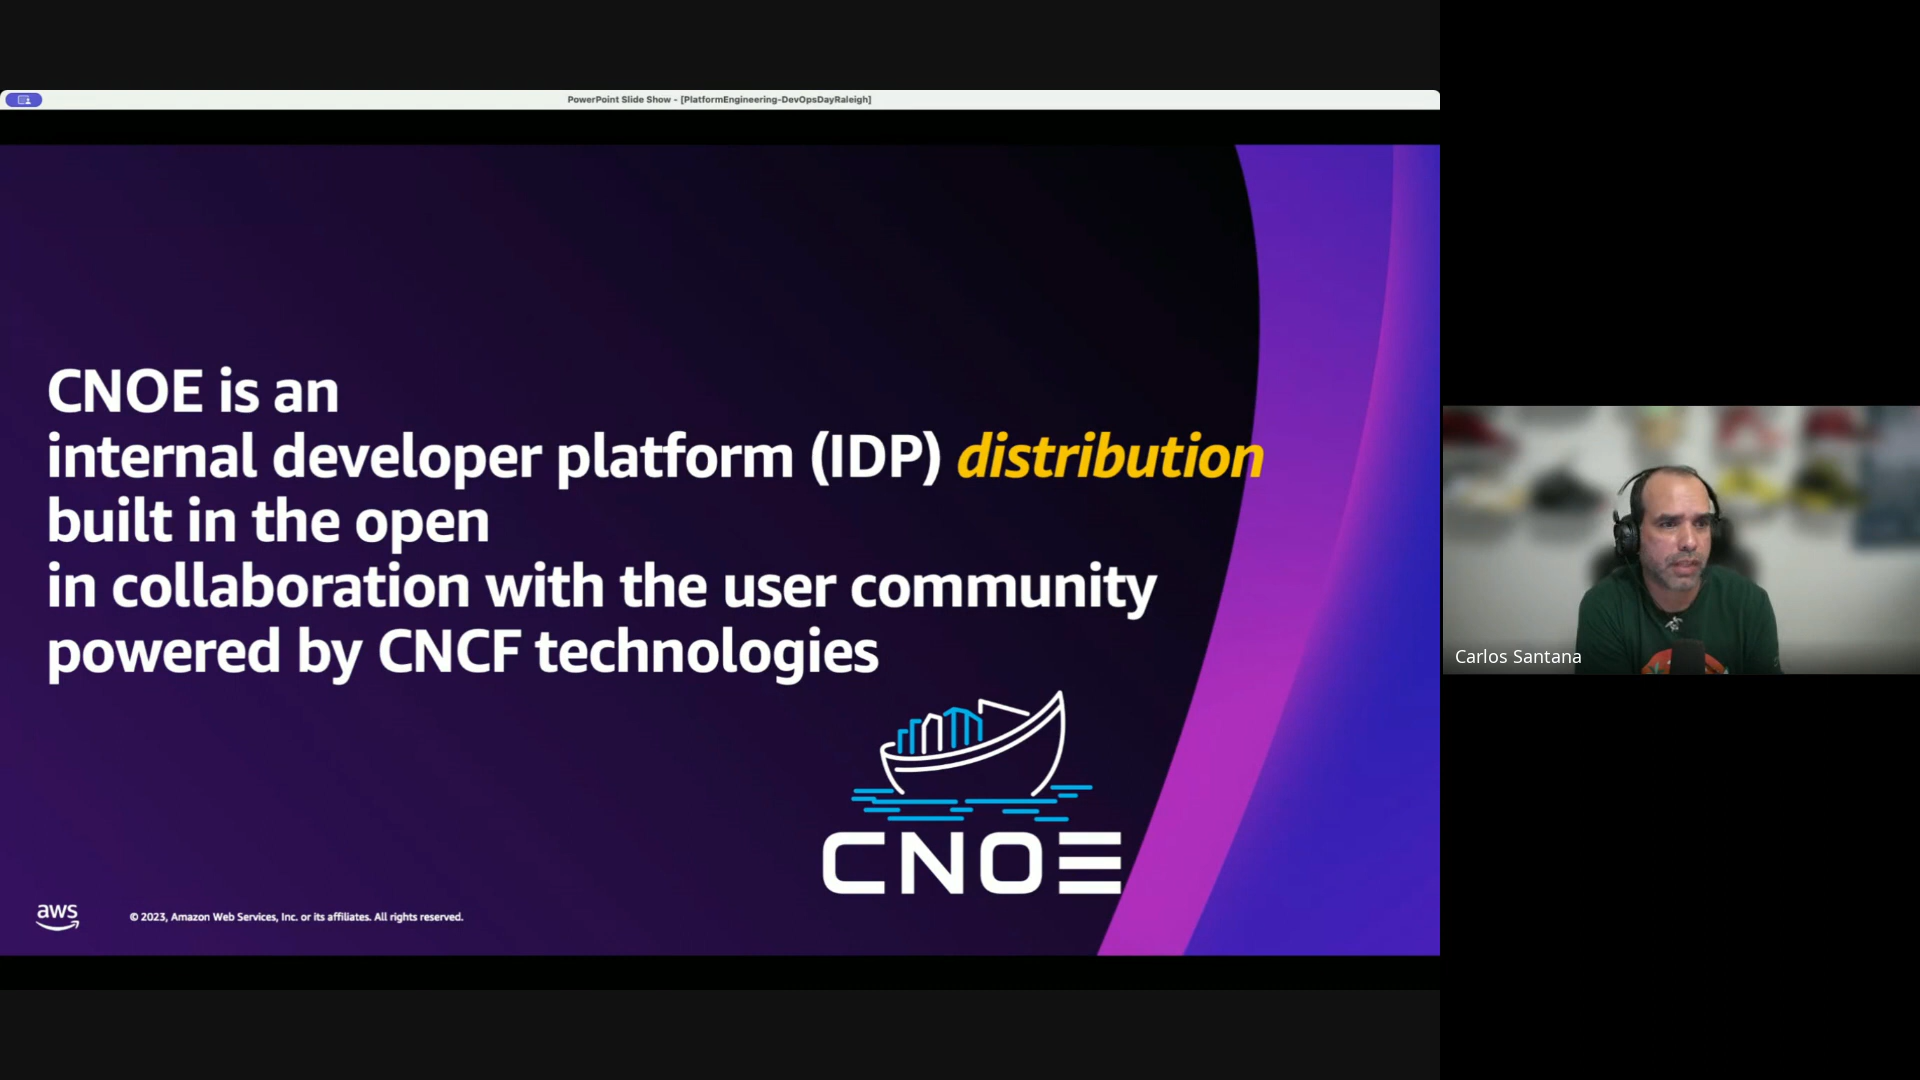 PowerPoint Slide Show - [PlatformEngineering-DevOpsDayRaleigh]
CNOE is an
internal developer platform (IDP) distribution
built in the open
in collaboration with the user community
powered by CNCF technologies
CNOE
aws
© 2023, Amazon Web Services, Inc. or its affiliates. All rights reserved.
Carlos Santana